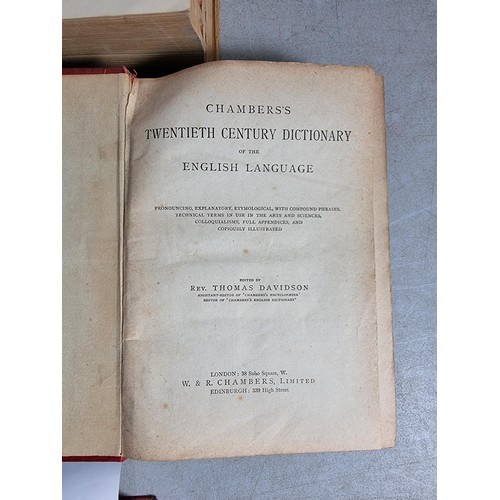 CHAMBERS'S
TWENTIETH CENTURY DICTIONARY
OF THE
ENGLISH LANGUAGE
PRONOUNCING, EXPLANATORY, ETYMOLOGICAL, WITH COMPOUND PHRASES,
TECHNICAL TERMS IN USE IN THE ARTS AND SCIENCES,
COLLOQUIALISMS, FULL APPENDICES, AND
COPIOUSLY ILLUSTRATED
EDITED BY
REV. THOMAS DAVIDSON
ASSISTANT-EDITOR OF 'CHAMBERS'S ENCYCLOPÆDIA'
EDITOR OF 'CHAMBERS'S ENGLISH DICTIONARY'
LONDON: 38 Soho Square, W.
W. & R. CHAMBERS, LIMITED
EDINBURGH: 339 High Street